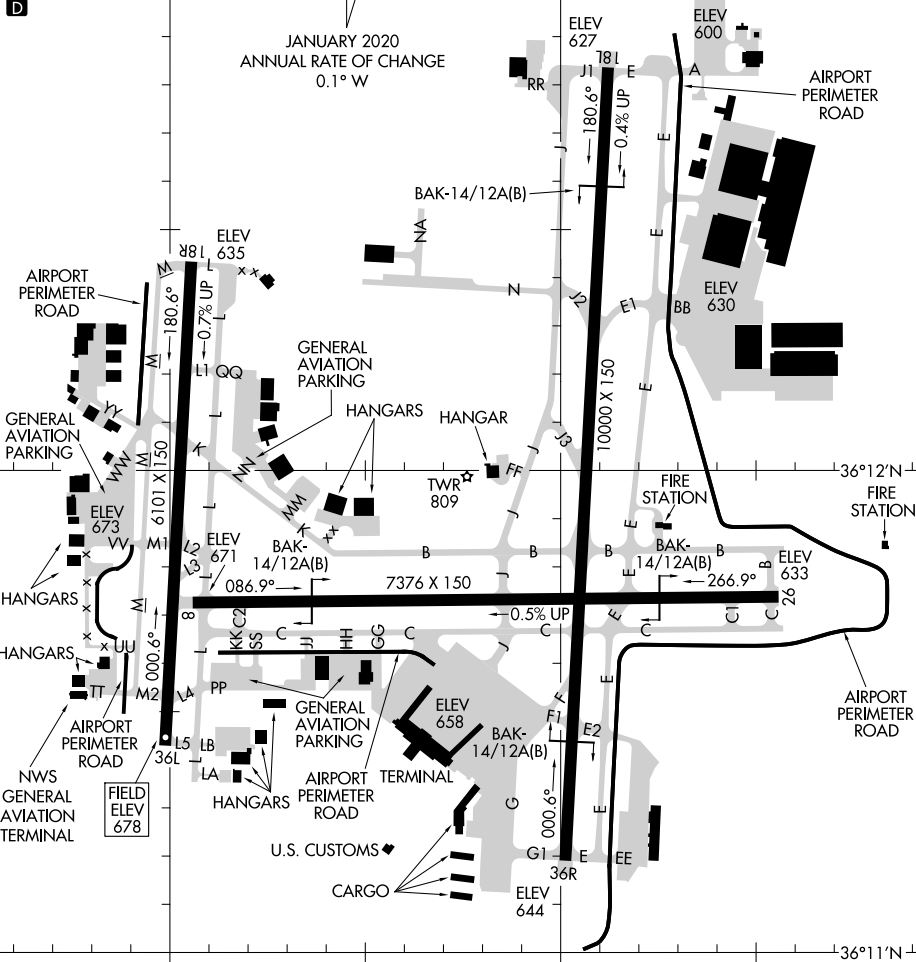 D
JANUARY 2020
ANNUAL RATE OF CHANGE
0.1° W
ELEV
627
ELEV
600
18L
J1
E
A
RR
AIRPORT
PERIMETER
ROAD
180.6°
0.4% UP
E
J
BAK-14/12A(B)
NA
E
18R
L
ELEV
635
x x
M
AIRPORT
PERIMETER
ROAD
180.6°
0.7% UP
L
N
J2
E1
BB
ELEV
630
M
L1
QQ
GENERAL
AVIATION
PARKING
HANGARS
HANGAR
10000 X 150
E
YY
L
GENERAL
AVIATION
PARKING
WW
M
K
NN
J
J3
FF
TWR
809
36°12'N
6101 X 150
L
MM
K
xx
J
FIRE
STATION
FIRE
STATION
ELEV
673
VV
M1
L2
L3
ELEV
671
BAK-
14/12A(B)
B
B
B
B
E
BAK-
14/12A(B)
B
ELEV
633
x
x
x
x
HANGARS
L
086.9°
7376 X 150
J
E
266.9°
M
8
26
0.5% UP
KK
C2
SS
C
JJ
HH
GG
C
C
E
C
C1
C
000.6°
HANGARS
UU
L
J
E
TT
M2
L4
PP
GENERAL
AVIATION
PARKING
ELEV
658
F
F1
E2
BAK-
14/12A(B)
AIRPORT
PERIMETER
ROAD
AIRPORT
PERIMETER
ROAD
36L
L5
LB
L
LA
HANGARS
TERMINAL
NWS
GENERAL
AVIATION
TERMINAL
FIELD
ELEV
678
AIRPORT
PERIMETER
ROAD
G
000.6°
E
U.S. CUSTOMS
G1
E
EE
36R
CARGO
ELEV
644
36°11'N